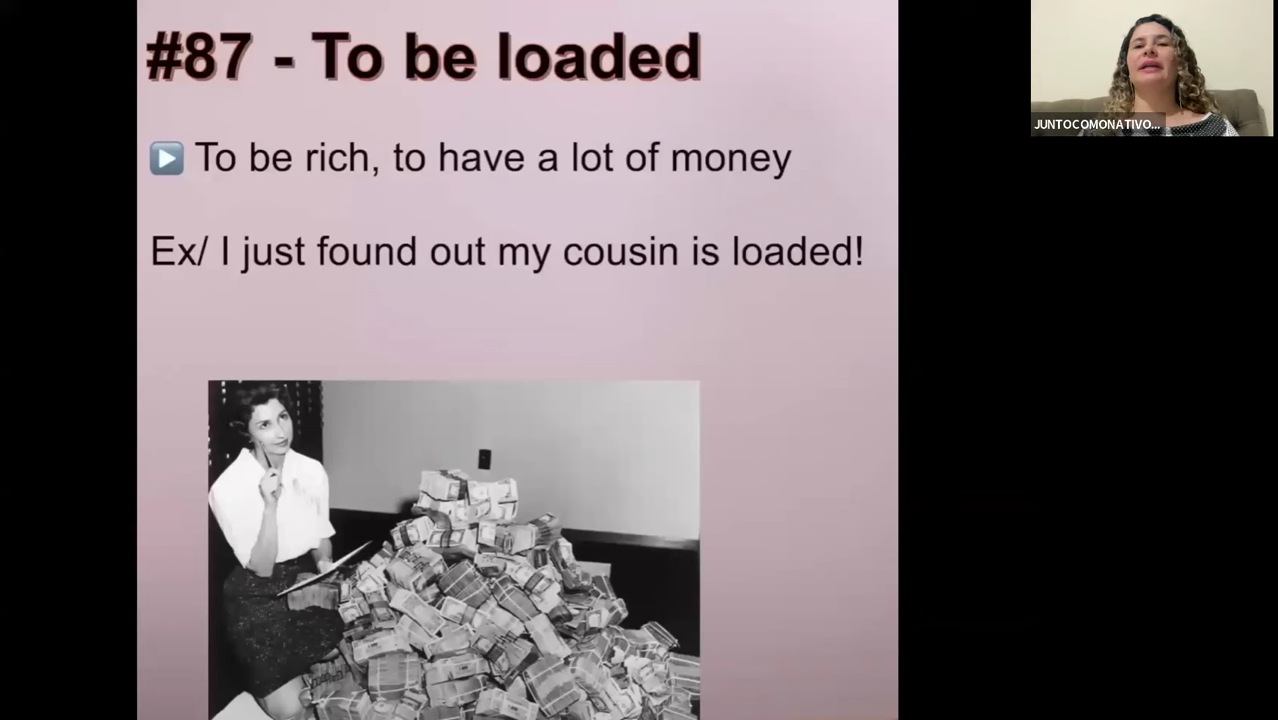 #87 - To be loaded
▶️ To be rich, to have a lot of money
Ex/ I just found out my cousin is loaded!
JUNTOCOMONATIVO...